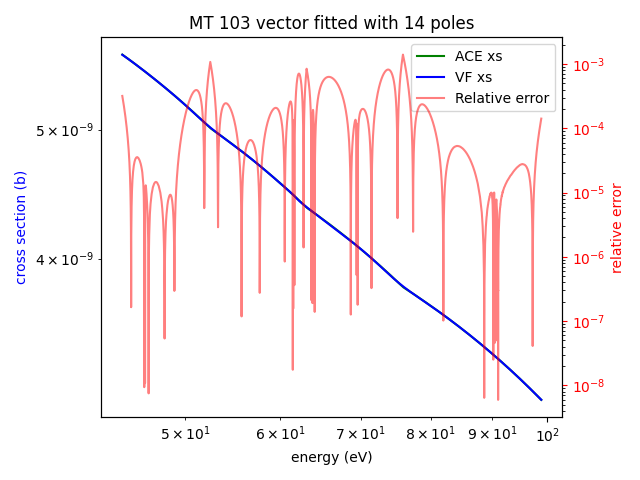 MT 103 vector fitted with 14 poles
ACE xs
VF xs
Relative error
cross section (b)
5 × 10⁻⁹
4 × 10⁻⁹
10⁻³
10⁻⁴
10⁻⁵
10⁻⁶
10⁻⁷
10⁻⁸
relative error
5 × 10¹
6 × 10¹
7 × 10¹
8 × 10¹
9 × 10¹
10²
energy (eV)